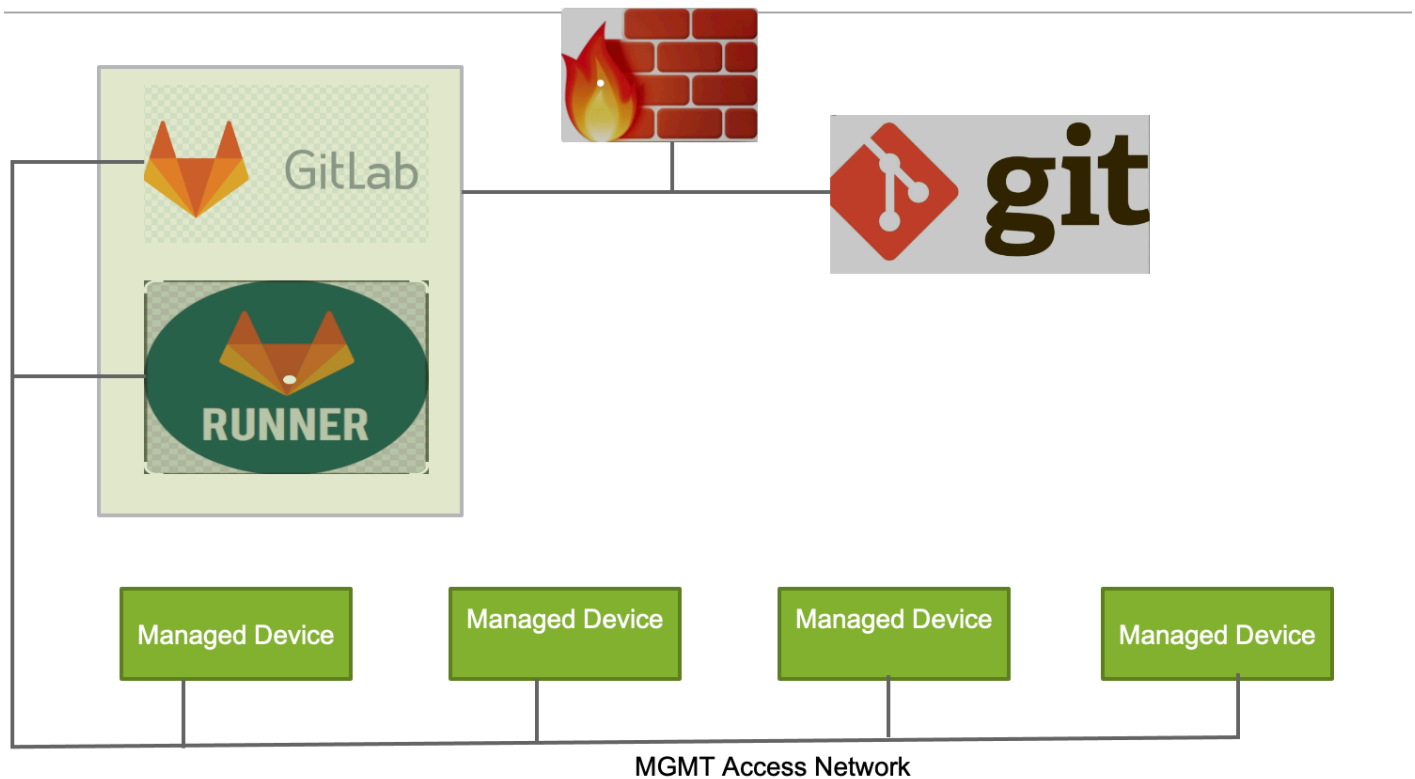 GitLab
git
RUNNER
Managed Device
Managed Device
Managed Device
Managed Device
MGMT Access Network